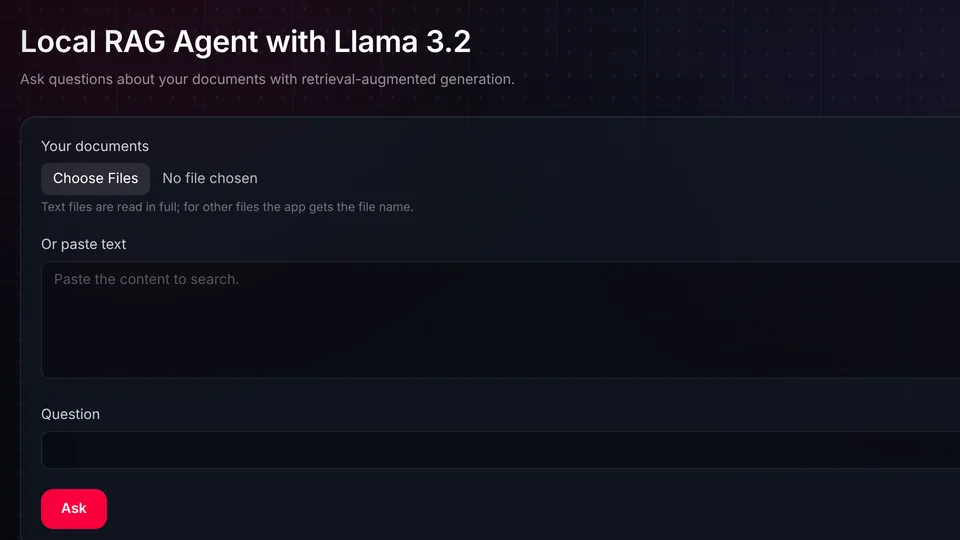 Local RAG Agent with Llama 3.2
Ask questions about your documents with retrieval-augmented generation.
Your documents
Choose Files No file chosen
Text files are read in full; for other files the app gets the file name.
Or paste text
Paste the content to search.
Question
Ask